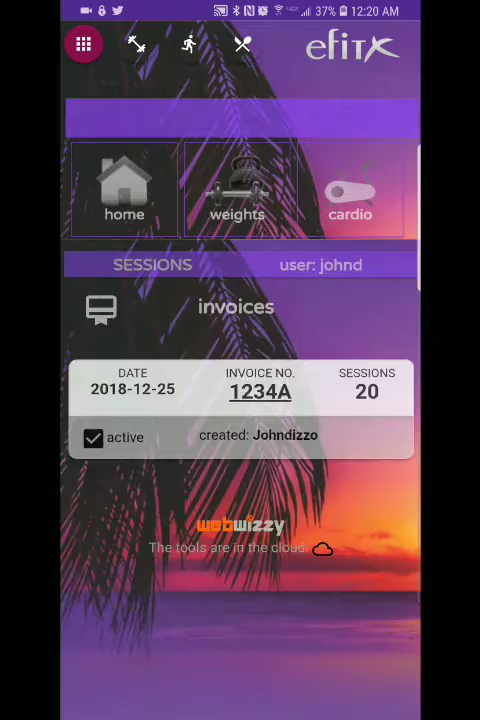 37% 12:20 AM
efitx
home weights cardio
SESSIONS user: johnd
invoices
DATE INVOICE NO. SESSIONS
2018-12-25 1234A 20
active created: Johndizzo
webwizzy
The tools are in the cloud.